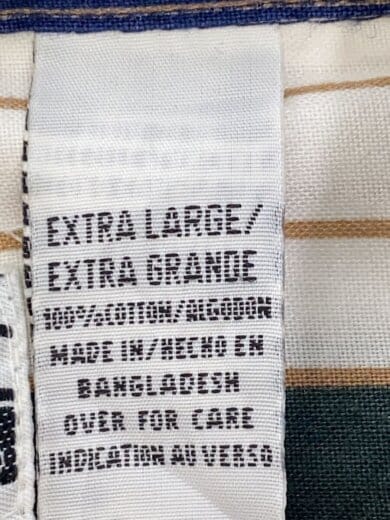 EXTRA LARGE/
EXTRA GRANDE
100%COTTON/ALGODON
MADE IN/HECHO EN
BANGLADESH
OVER FOR CARE
INDICATION AU VERSO